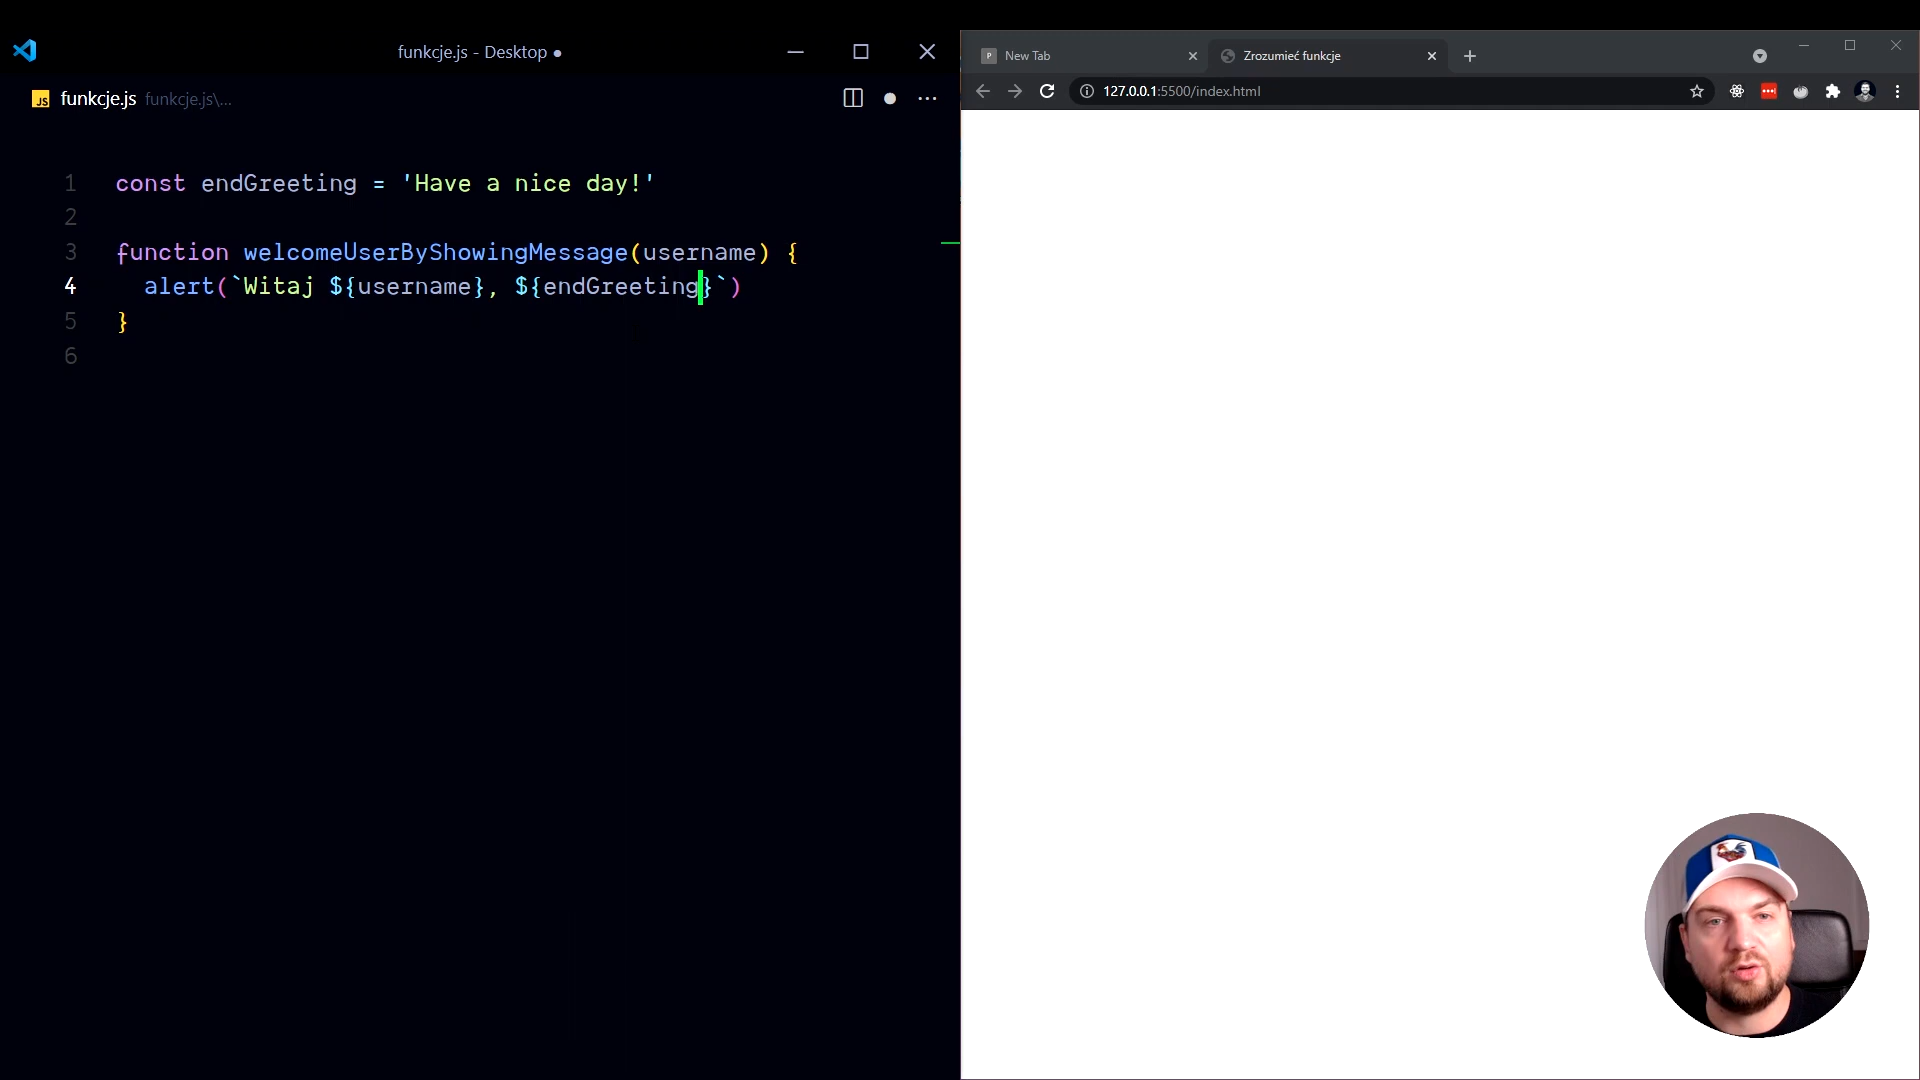 funkcje.js - Desktop ●
JS funkcje.js funkcje.js\...
1 const endGreeting = 'Have a nice day!'
2
3 function welcomeUserByShowingMessage(username) {
4 alert(`Witaj ${username}, ${endGreeting}`)
5 }
6
P New Tab
Zrozumieć funkcje
127.0.0.1:5500/index.html